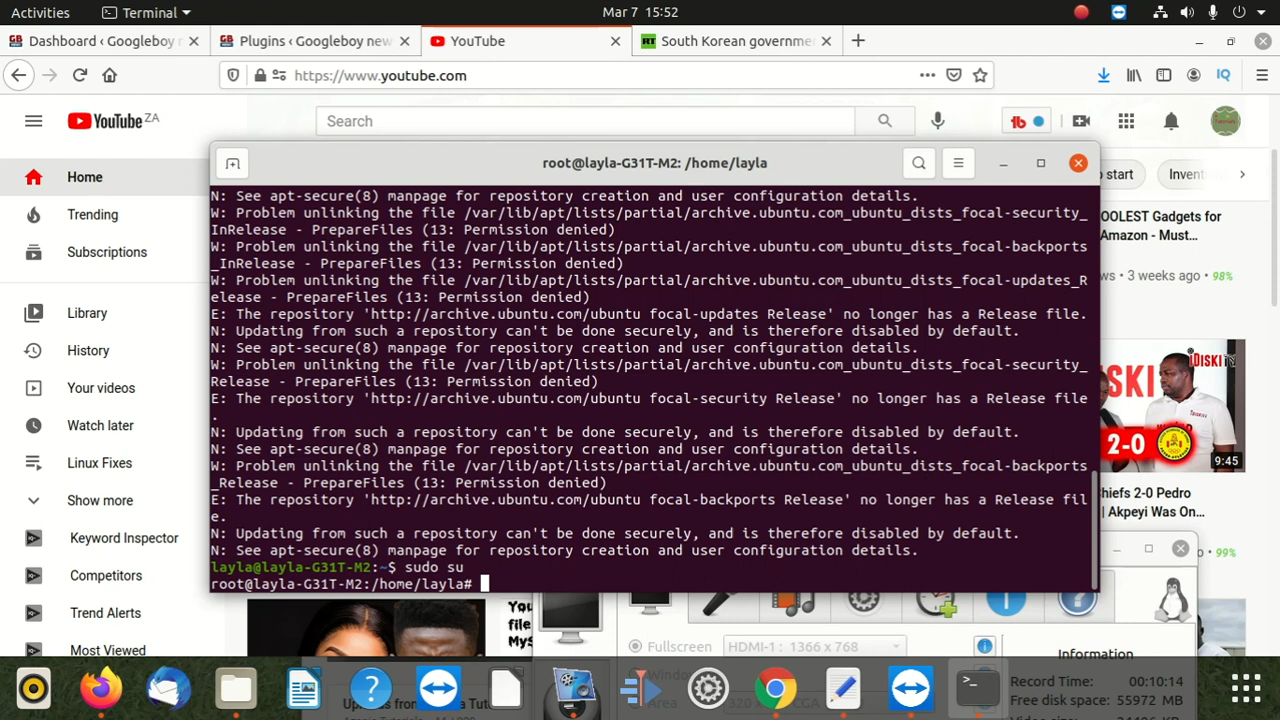 Activities
Terminal
Mar 7 15:52
Dashboard ‹ Googleboy n
Plugins ‹ Googleboy new
YouTube
South Korean governme
https://www.youtube.com
YouTube ZA
Search
IQ
Home
Trending
Subscriptions
Library
History
Your videos
Watch later
Linux Fixes
Show more
Keyword Inspector
Competitors
Trend Alerts
Most Viewed
root@layla-G31T-M2: /home/layla
N: See apt-secure(8) manpage for repository creation and user configuration details.
W: Problem unlinking the file /var/lib/apt/lists/partial/archive.ubuntu.com_ubuntu_dists_focal-security_
InRelease - PrepareFiles (13: Permission denied)
W: Problem unlinking the file /var/lib/apt/lists/partial/archive.ubuntu.com_ubuntu_dists_focal-backports
_InRelease - PrepareFiles (13: Permission denied)
W: Problem unlinking the file /var/lib/apt/lists/partial/archive.ubuntu.com_ubuntu_dists_focal-updates_R
elease - PrepareFiles (13: Permission denied)
E: The repository 'http://archive.ubuntu.com/ubuntu focal-updates Release' no longer has a Release file.
N: Updating from such a repository can't be done securely, and is therefore disabled by default.
N: See apt-secure(8) manpage for repository creation and user configuration details.
W: Problem unlinking the file /var/lib/apt/lists/partial/archive.ubuntu.com_ubuntu_dists_focal-security_
Release - PrepareFiles (13: Permission denied)
E: The repository 'http://archive.ubuntu.com/ubuntu focal-security Release' no longer has a Release file
.
N: Updating from such a repository can't be done securely, and is therefore disabled by default.
N: See apt-secure(8) manpage for repository creation and user configuration details.
W: Problem unlinking the file /var/lib/apt/lists/partial/archive.ubuntu.com_ubuntu_dists_focal-backports
_Release - PrepareFiles (13: Permission denied)
E: The repository 'http://archive.ubuntu.com/ubuntu focal-backports Release' no longer has a Release fil
e.
N: Updating from such a repository can't be done securely, and is therefore disabled by default.
N: See apt-secure(8) manpage for repository creation and user configuration details.
layla@layla-G31T-M2:~$ sudo su
root@layla-G31T-M2:/home/layla#
o start
Invent
OOLEST Gadgets for
Amazon - Must...
ws • 3 weeks ago • 98%
DISKI
2-0
9:45
Chiefs 2-0 Pedro
| Akpeyi Was On...
go • 99%
You
file
MyS
Fullscreen
HDMI-1 : 1366 x 768
Information
Record Time: 00:10:14
Free disk space: 55972 MB